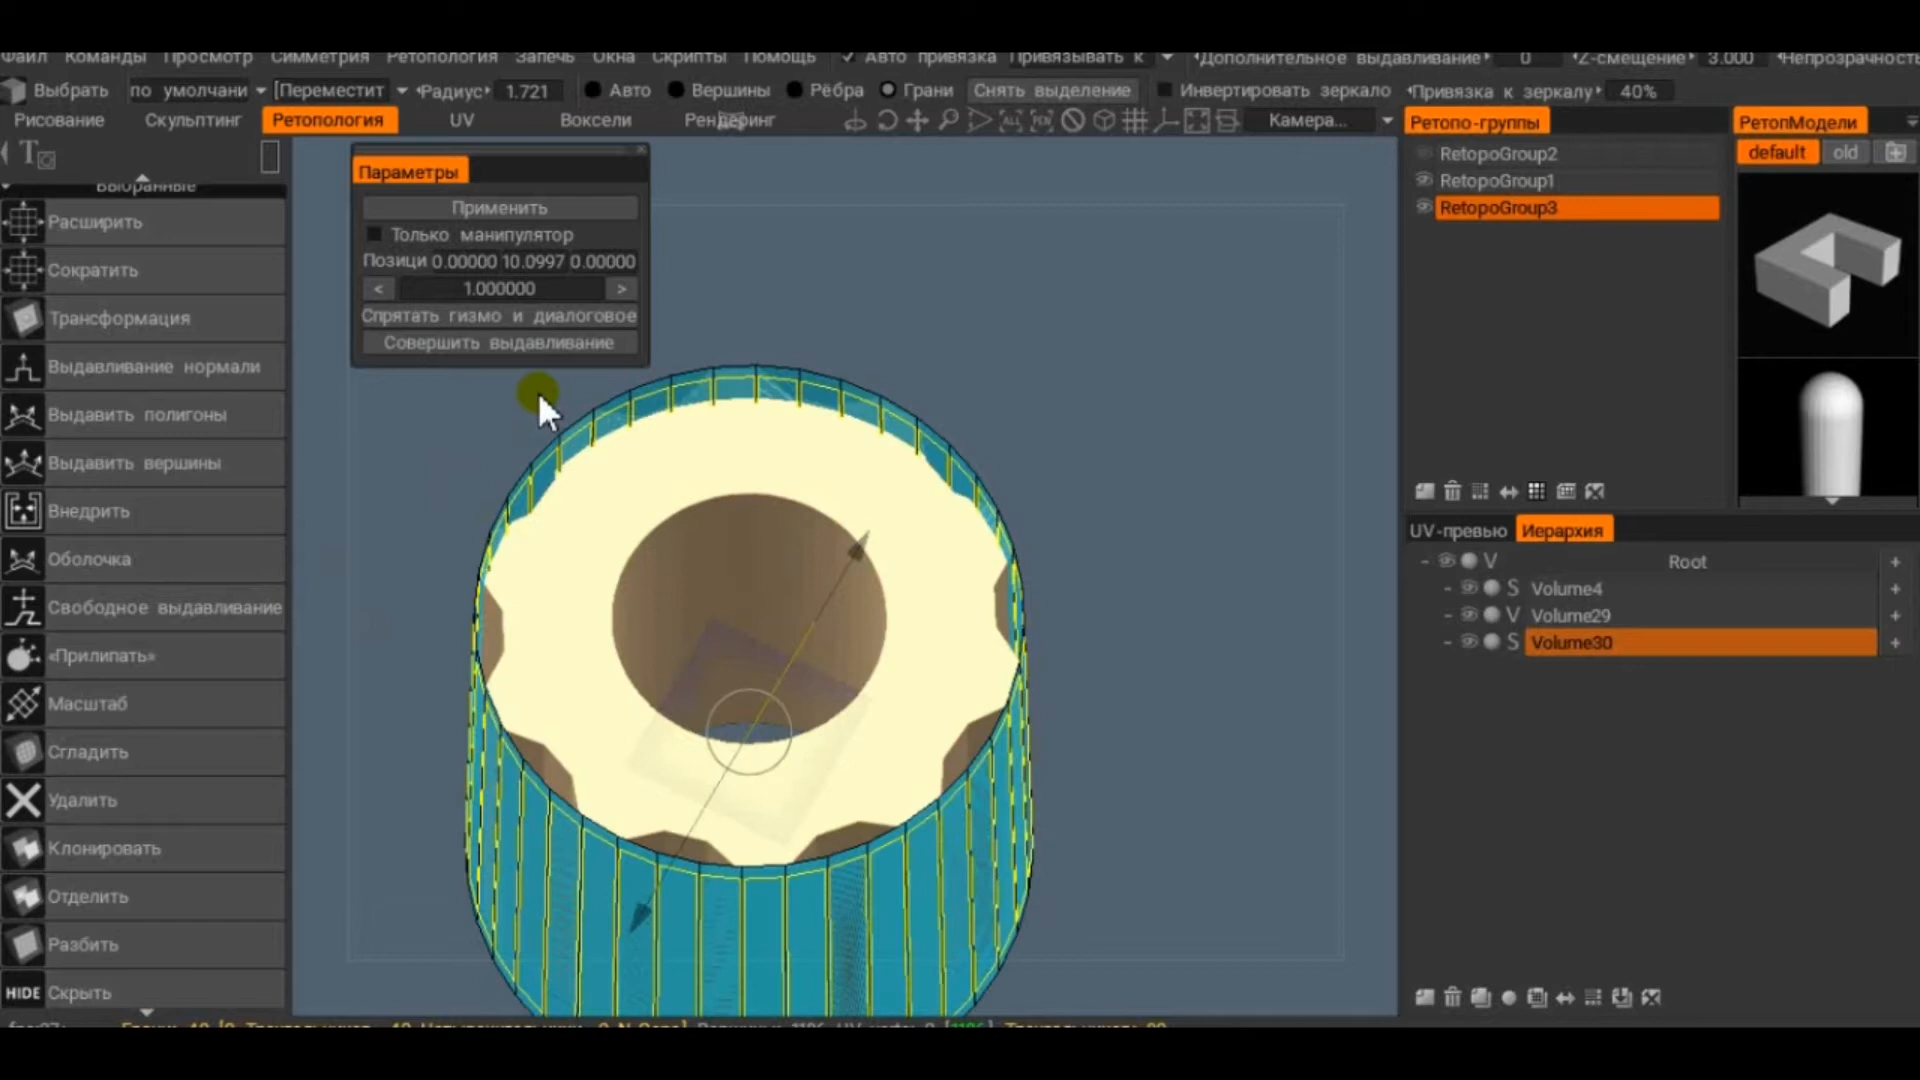 Файл Команды Просмотр Симметрия Ретопология Запечь Окна Скрипты Помощь Авто привязка Привязывать к Дополнительное выдавливание 0 Z-смещение 3.000 Непрозрачность
Выбрать по умолчани [Переместит Радиус 1.721 Авто Вершины Рёбра Грани Снять выделение Инвертировать зеркало Привязка к зеркалу 40%
Рисование Скульптинг Ретопология UV Воксели Рендеринг Камера...
Выбранные
Расширить
Сократить
Трансформация
Выдавливание нормали
Выдавить полигоны
Выдавить вершины
Внедрить
Оболочка
Свободное выдавливание
«Прилипать»
Масштаб
Сгладить
Удалить
Клонировать
Отделить
Разбить
HIDE Скрыть
Параметры
Применить
Только манипулятор
Позици 0.00000 10.0997 0.00000
< 1.000000 >
Спрятать гизмо и диалоговое
Совершить выдавливание
Ретопо-группы
RetopoGroup2
RetopoGroup1
RetopoGroup3
РетопМодели
default old
UV-превью Иерархия
V Root +
S Volume4 +
V Volume29 +
S Volume30 +